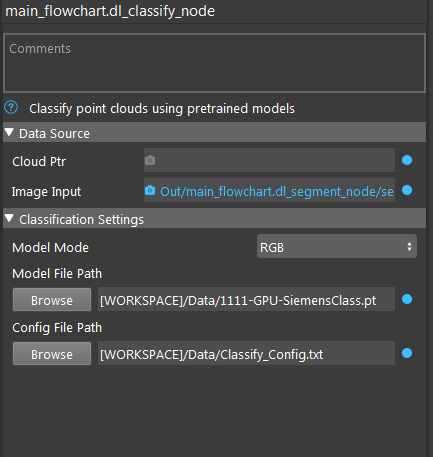 main_flowchart.dl_classify_node
Comments
Classify point clouds using pretrained models
Data Source
Cloud Ptr
Image Input Out/main_flowchart.dl_segment_node/se
Classification Settings
Model Mode RGB
Model File Path
Browse [WORKSPACE]/Data/1111-GPU-SiemensClass.pt
Config File Path
Browse [WORKSPACE]/Data/Classify_Config.txt